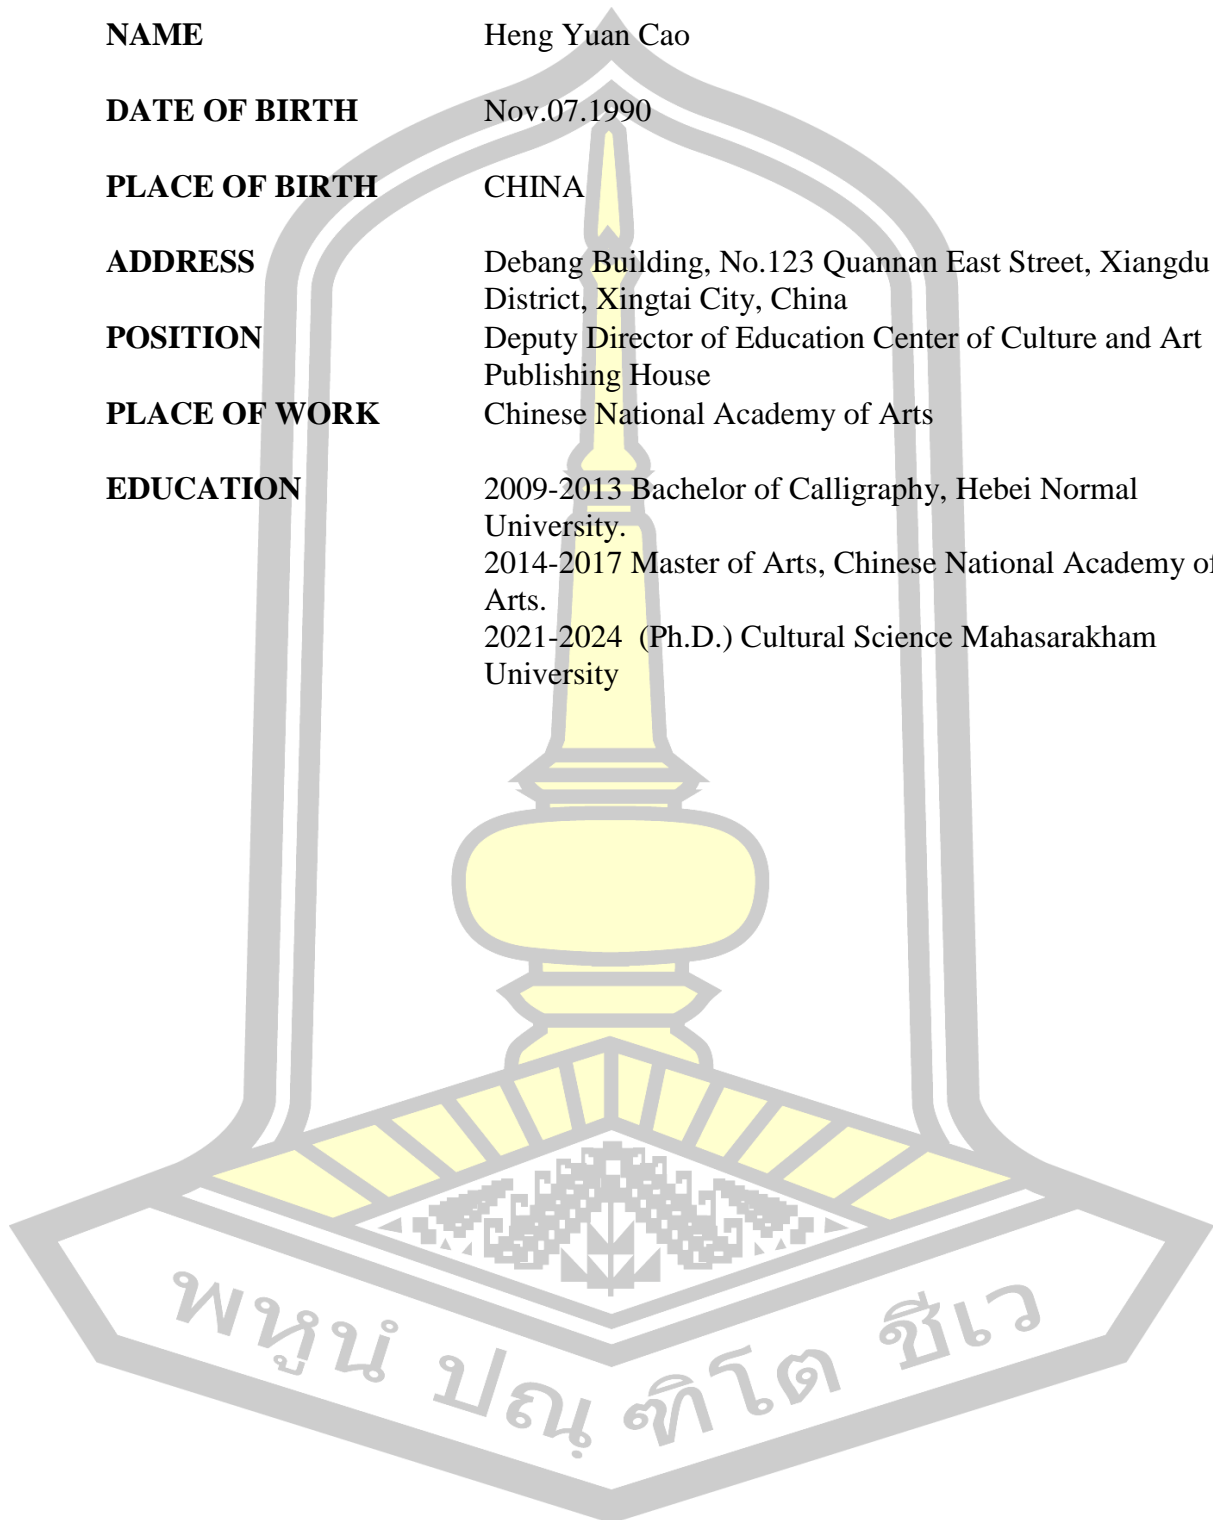 NAME Heng Yuan Cao
DATE OF BIRTH Nov.07.1990
PLACE OF BIRTH CHINA
ADDRESS Debang Building, No.123 Quannan East Street, Xiangdu
District, Xingtai City, China
POSITION Deputy Director of Education Center of Culture and Art
Publishing House
PLACE OF WORK Chinese National Academy of Arts
EDUCATION 2009-2013 Bachelor of Calligraphy, Hebei Normal
University.
2014-2017 Master of Arts, Chinese National Academy of
Arts.
2021-2024 (Ph.D.) Cultural Science Mahasarakham
University
พหูนํ ปณฺ ฑิโต ชีเว